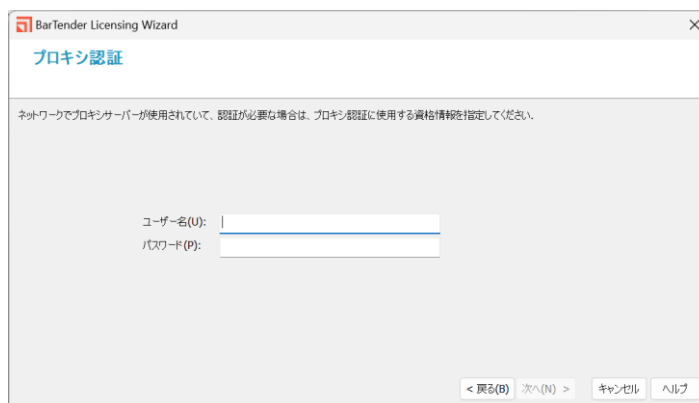 BarTender Licensing Wizard
プロキシ認証
ネットワークでプロキシサーバーが使用されていて、認証が必要な場合は、プロキシ認証に使用する資格情報を指定してください.
ユーザー名(U):
パスワード(P):
< 戻る(B) 次へ(N) > キャンセル ヘルプ